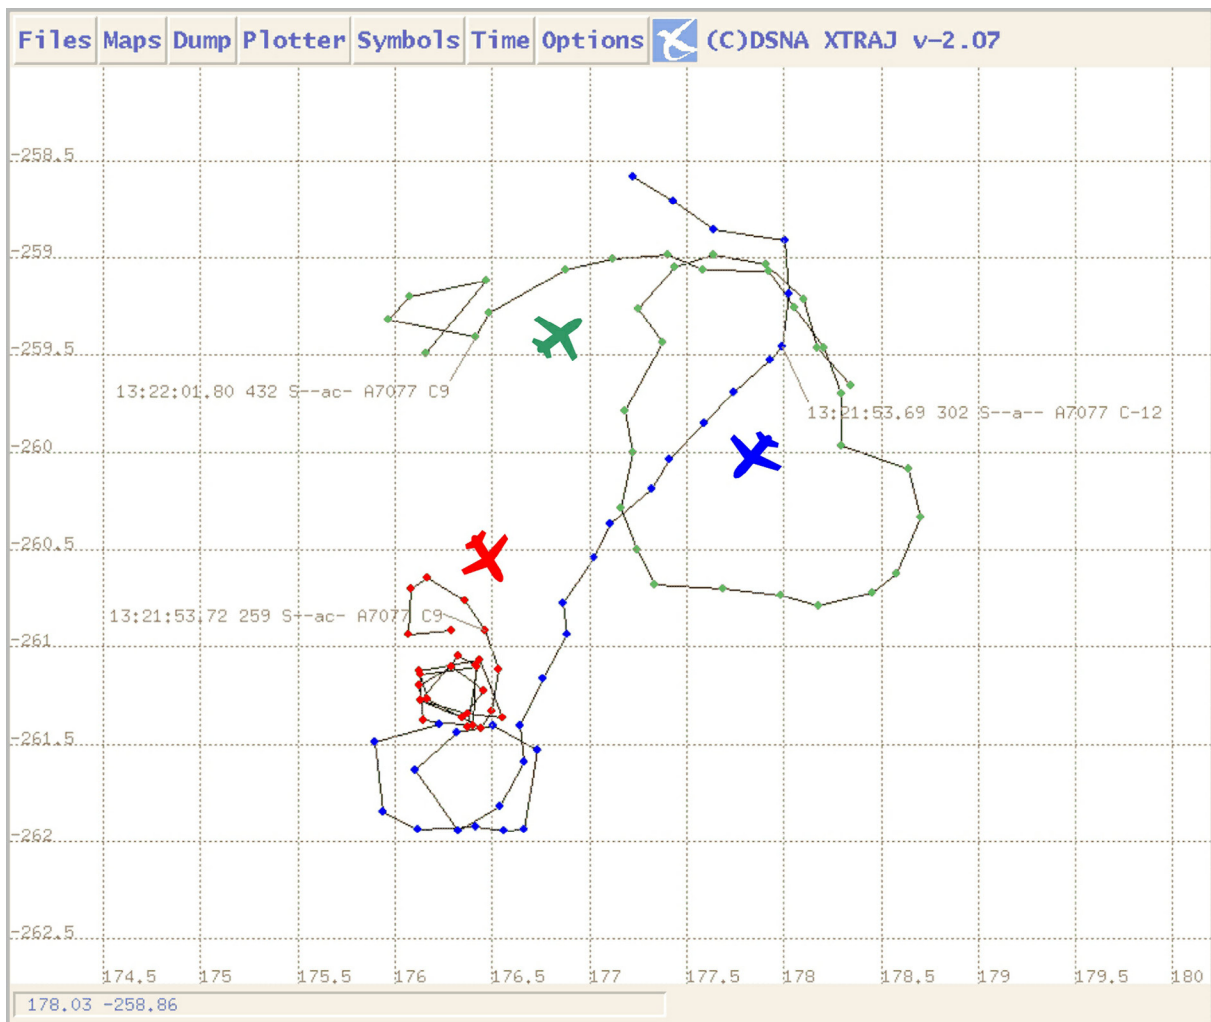 Files Maps Dump Plotter Symbols Time Options (C)DSNA XTRAJ v-2.07
-258.5
-259
-259.5
13:22:01.80 432 S--ac- A7077 C9
13:21:53.69 302 S--a-- A7077 C-12
-260
-260.5
13:21:53.72 259 S--ac- A7077 C9
-261
-261.5
-262
-262.5
174.5 175 175.5 176 176.5 177 177.5 178 178.5 179 179.5 180
178.03 -258.86